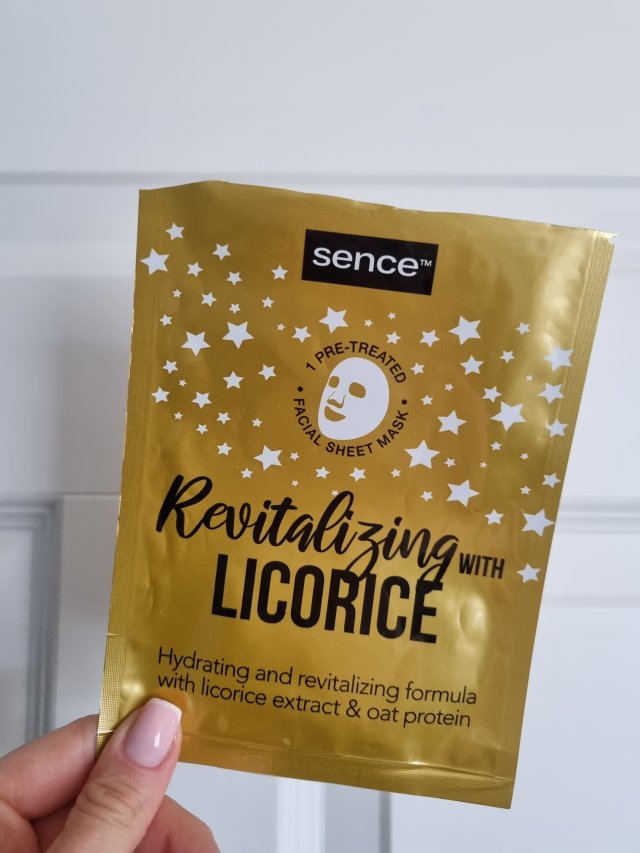 sence™
1 PRE-TREATED
• FACIAL SHEET MASK •
Revitalizing WITH
LICORICE
Hydrating and revitalizing formula
with licorice extract & oat protein